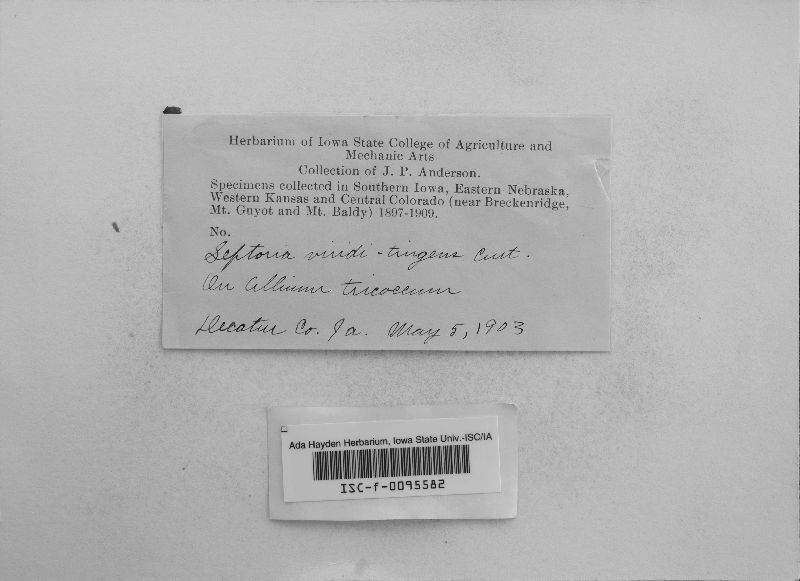 Herbarium of Iowa State College of Agriculture and
Mechanic Arts
Collection of J. P. Anderson.
Specimens collected in Southern Iowa, Eastern Nebraska,
Western Kansas and Central Colorado (near Breckenridge,
Mt. Guyot and Mt. Baldy) 1897-1909.
No.
Septoria viridi-tingens Curt.
On Allium tricoccum
Decatur Co. Ia. May 5, 1903
Ada Hayden Herbarium, Iowa State Univ.-ISC/IA
ISC-f-0095582